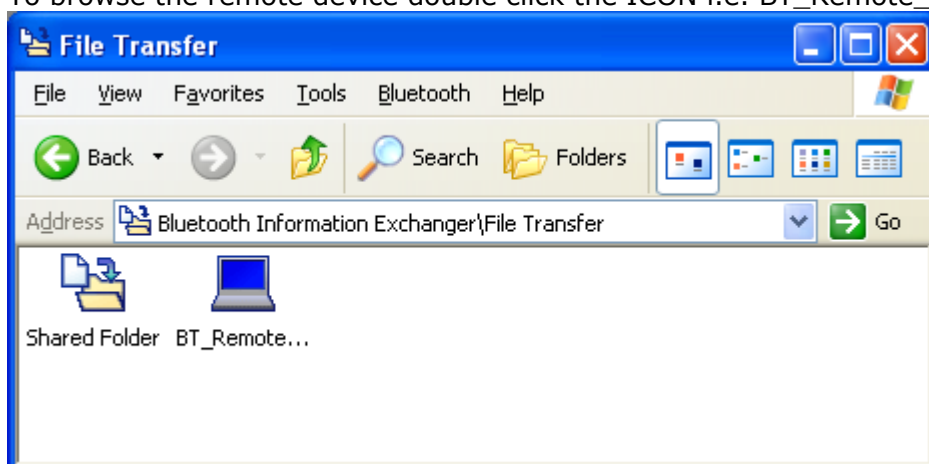 To browse the remote device double click the ICON i.e. BT_Remote_
File Transfer
File View Favorites Tools Bluetooth Help
Back Search Folders
Address Bluetooth Information Exchanger\File Transfer Go
Shared Folder BT_Remote...